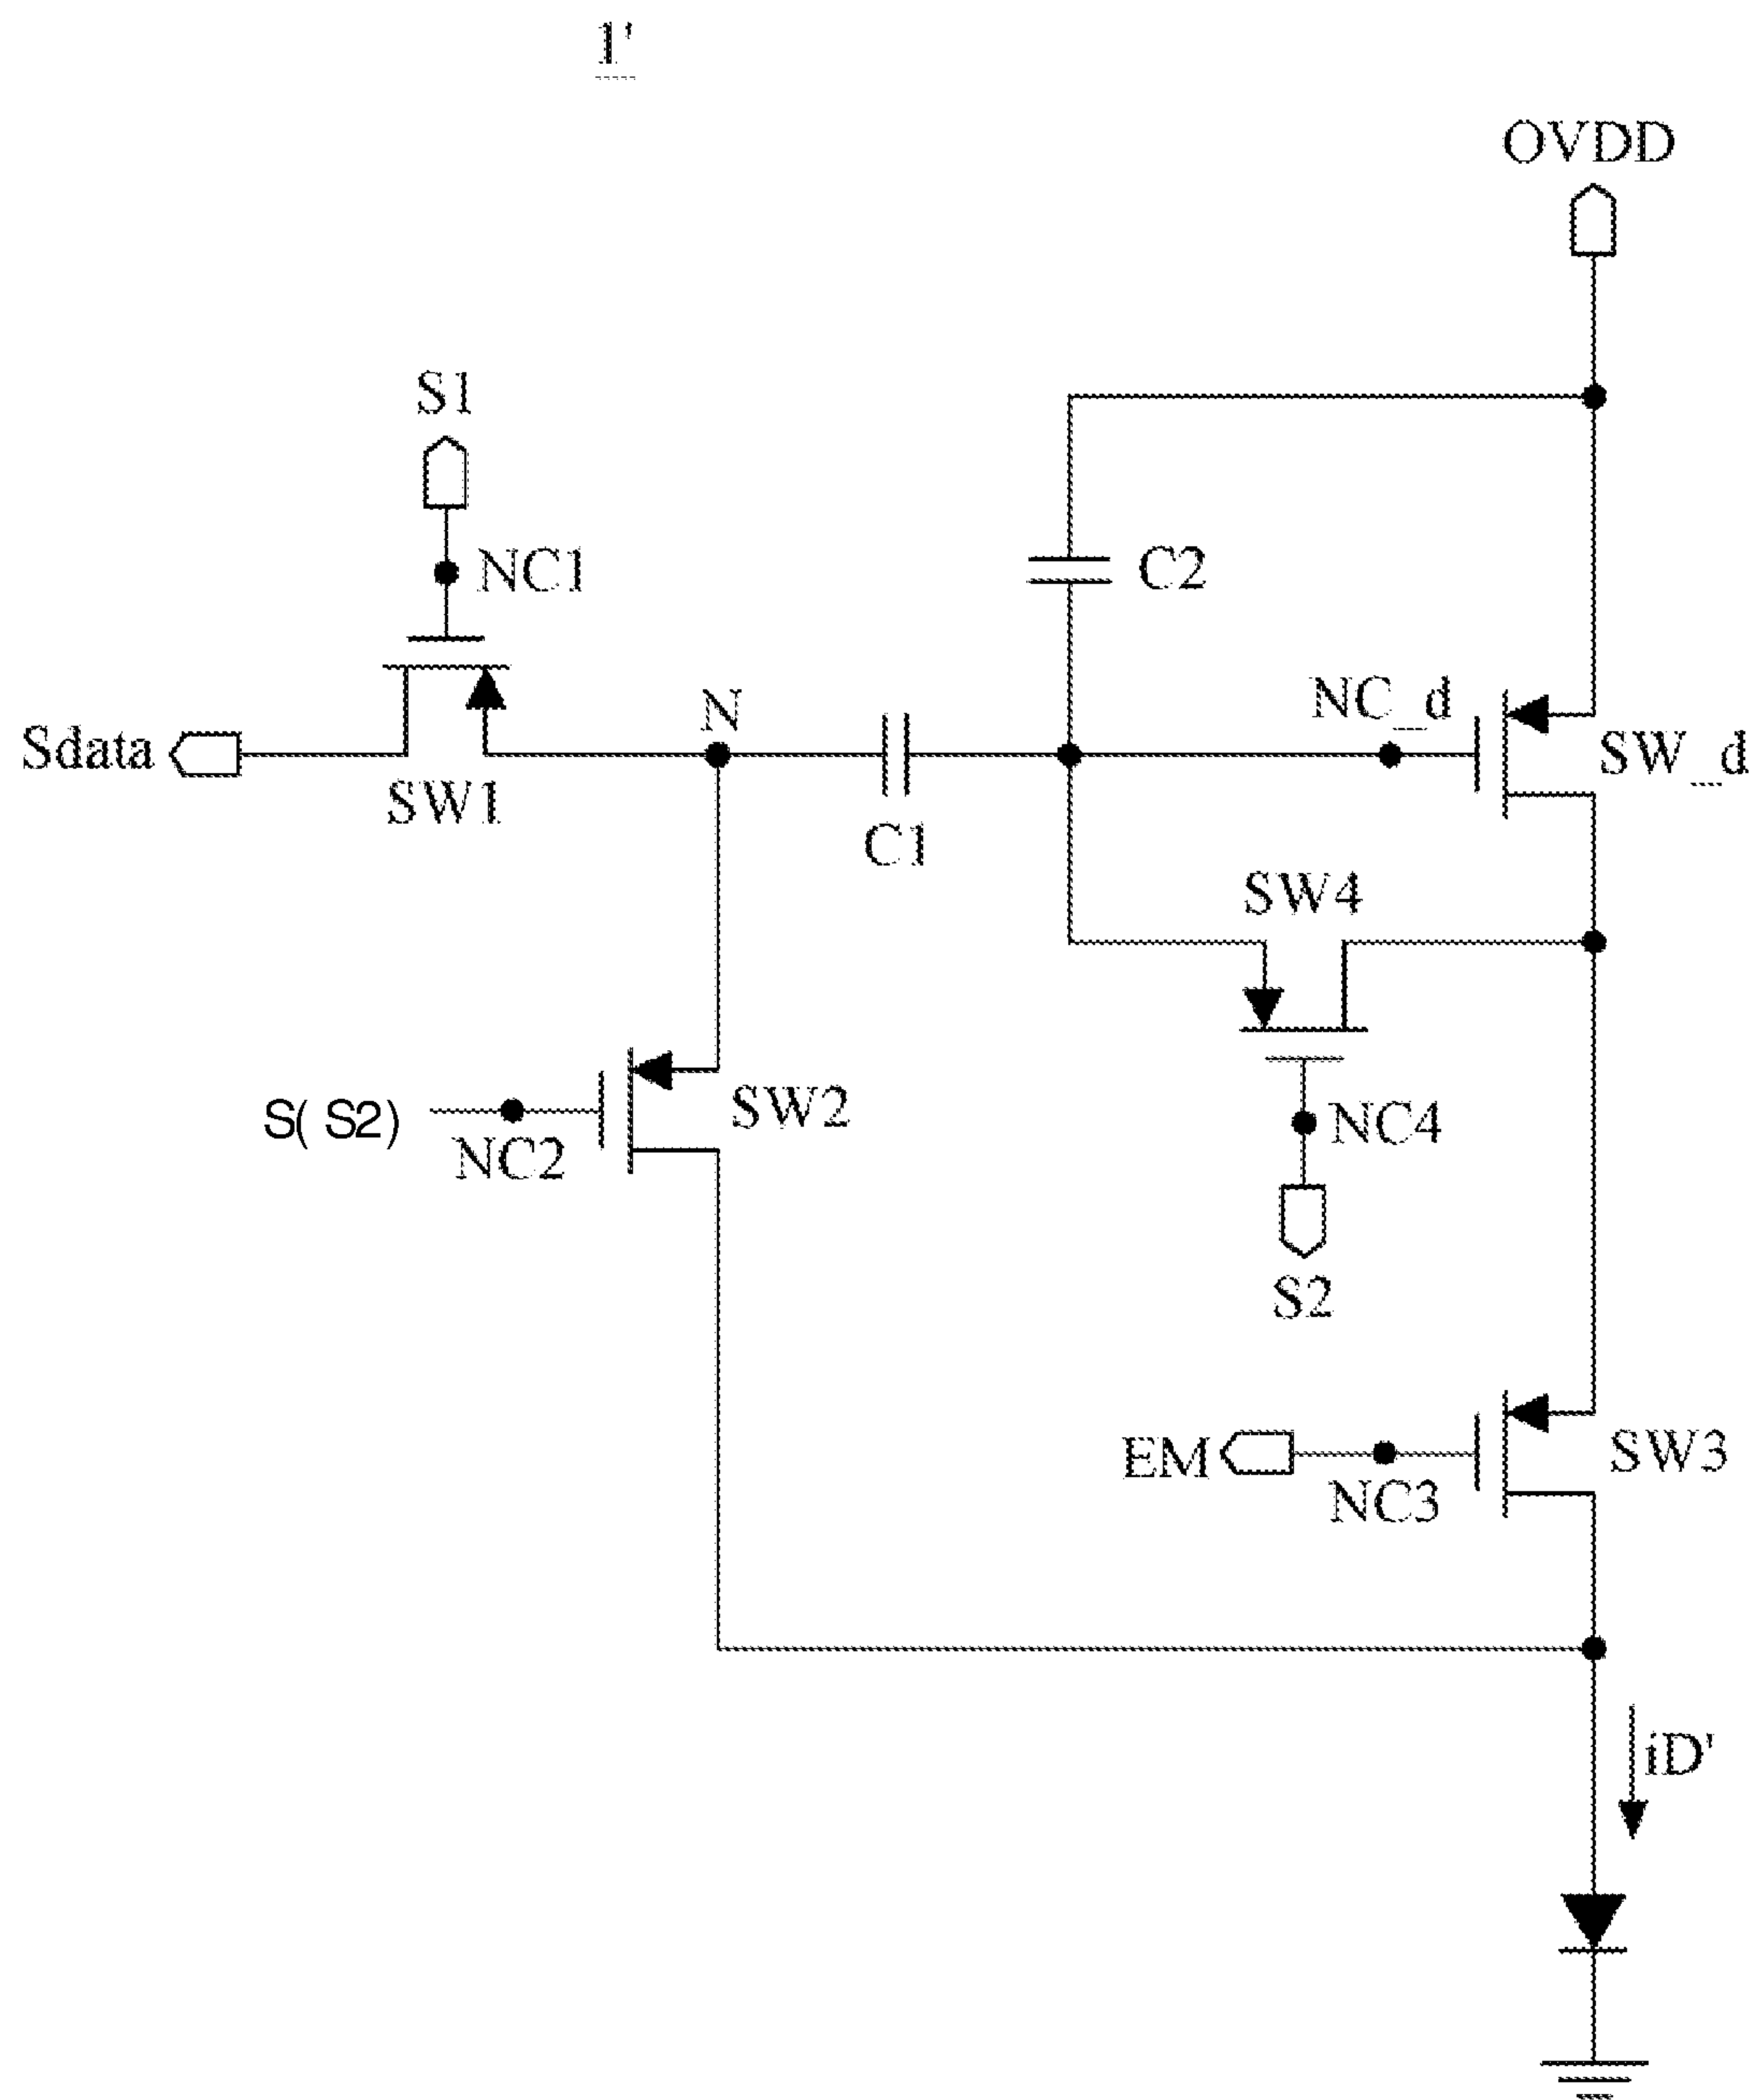 1'
OVDD
S1
NC1
C2
N
NC_d
Sdata
SW_d
SW1
C1
SW4
SW2
S( S2)
NC4
NC2
S2
EM
SW3
NC3
iD'